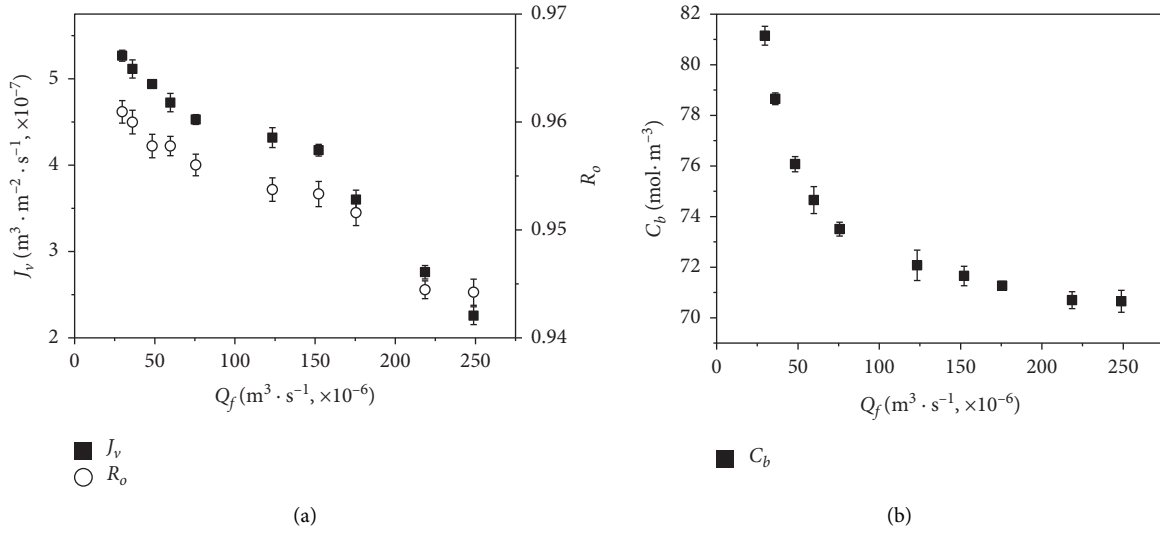 5
4
3
2
J_v (m³ · m⁻² · s⁻¹, ×10⁻⁷)
0.97
0.96
0.95
0.94
R_o
0 50 100 150 200 250
Q_f (m³ · s⁻¹, ×10⁻⁶)
J_v
R_o
(a)
82
80
78
76
74
72
70
C_b (mol· m⁻³)
0 50 100 150 200 250
Q_f (m³ · s⁻¹, ×10⁻⁶)
C_b
(b)